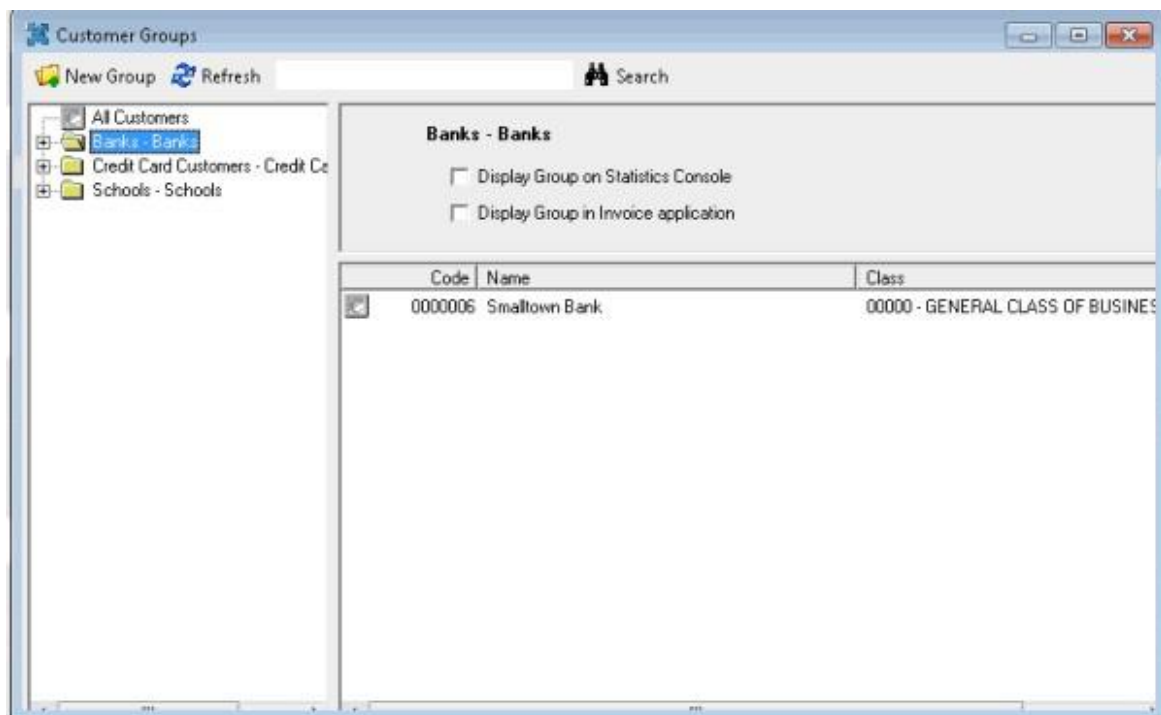 Customer Groups
New Group Refresh Search
All Customers
Banks - Banks
Credit Card Customers - Credit Ca
Schools - Schools
Banks - Banks
Display Group on Statistics Console
Display Group in Invoice application
Code Name Class
0000006 Smalltown Bank 00000 - GENERAL CLASS OF BUSINES